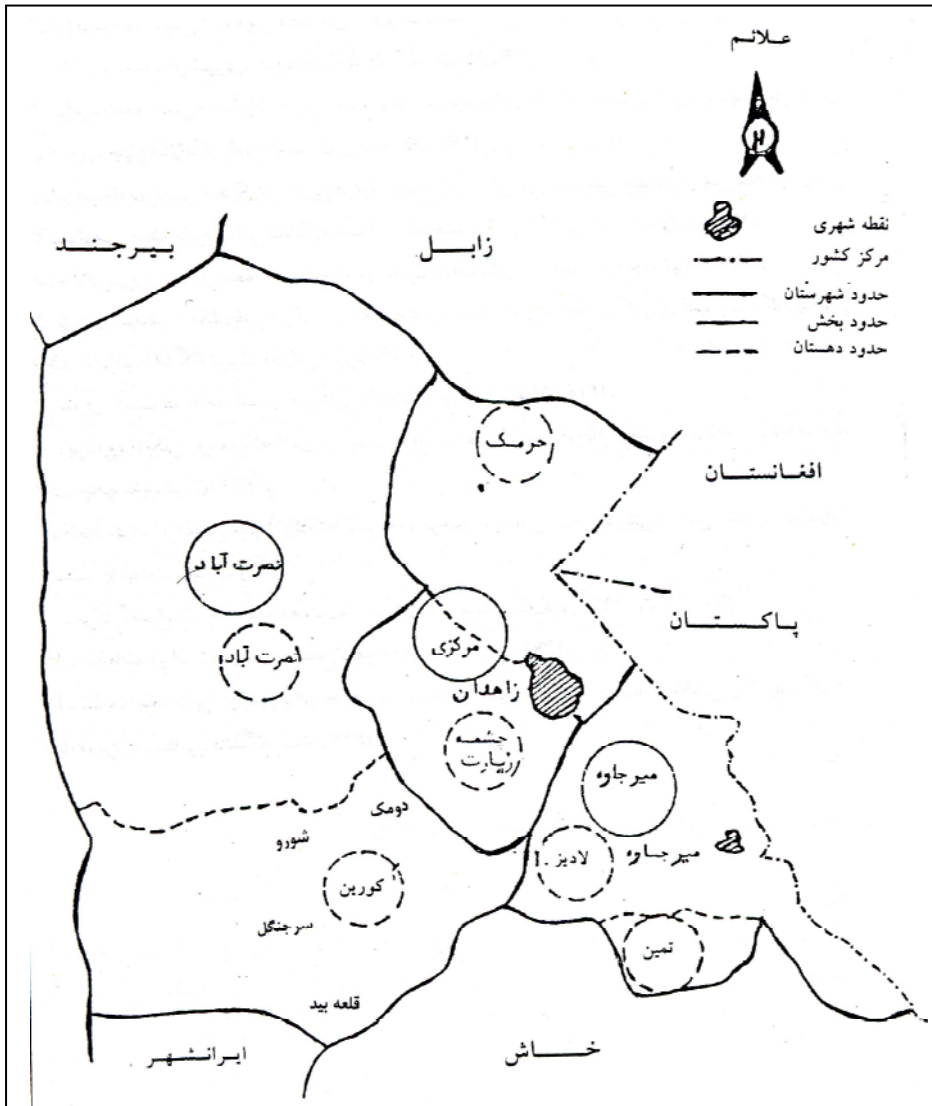 علائم
نقطه شهری
مرکز کشور
حدود شهرستان
حدود بخش
حدود دهستان
زابل
بیرجند
حرمک
افغانستان
نصرت آباد
پاکستان
مرکزی
نصرت آباد
زاهدان
چشمه
زیارت
میرجاوه
دومک
شورو
میرجاوه
لادیز
کورین
سرجنگل
تمین
قلعه بید
خاش
ایرانشهر